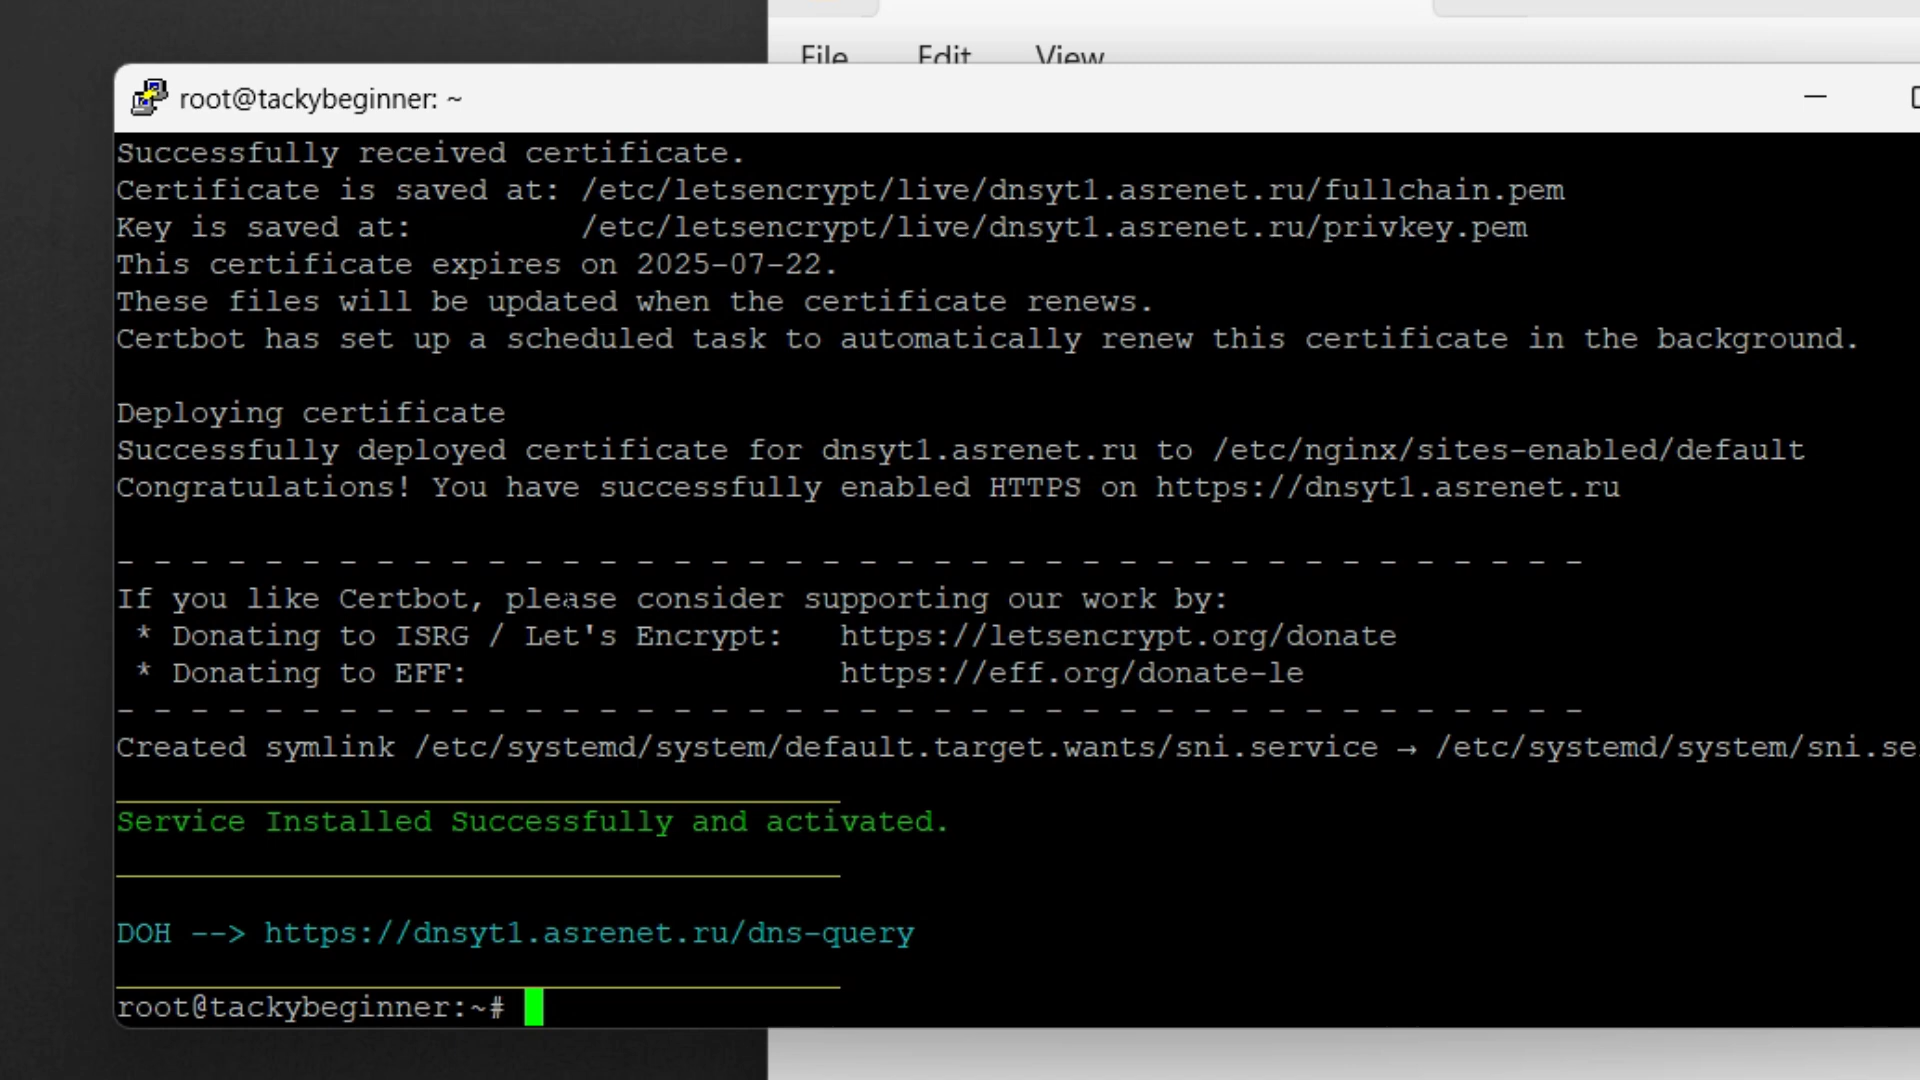 File Edit View
root@tackybeginner: ~
Successfully received certificate.
Certificate is saved at: /etc/letsencrypt/live/dnsyt1.asrenet.ru/fullchain.pem
Key is saved at: /etc/letsencrypt/live/dnsyt1.asrenet.ru/privkey.pem
This certificate expires on 2025-07-22.
These files will be updated when the certificate renews.
Certbot has set up a scheduled task to automatically renew this certificate in the background.
Deploying certificate
Successfully deployed certificate for dnsyt1.asrenet.ru to /etc/nginx/sites-enabled/default
Congratulations! You have successfully enabled HTTPS on https://dnsyt1.asrenet.ru
- - - - - - - - - - - - - - - - - - - - - - - - - - - - - - - - - - - - - - - -
If you like Certbot, please consider supporting our work by:
* Donating to ISRG / Let's Encrypt: https://letsencrypt.org/donate
* Donating to EFF: https://eff.org/donate-le
- - - - - - - - - - - - - - - - - - - - - - - - - - - - - - - - - - - - - - - -
Created symlink /etc/systemd/system/default.target.wants/sni.service → /etc/systemd/system/sni.se
Service Installed Successfully and activated.
DOH --> https://dnsyt1.asrenet.ru/dns-query
root@tackybeginner:~#